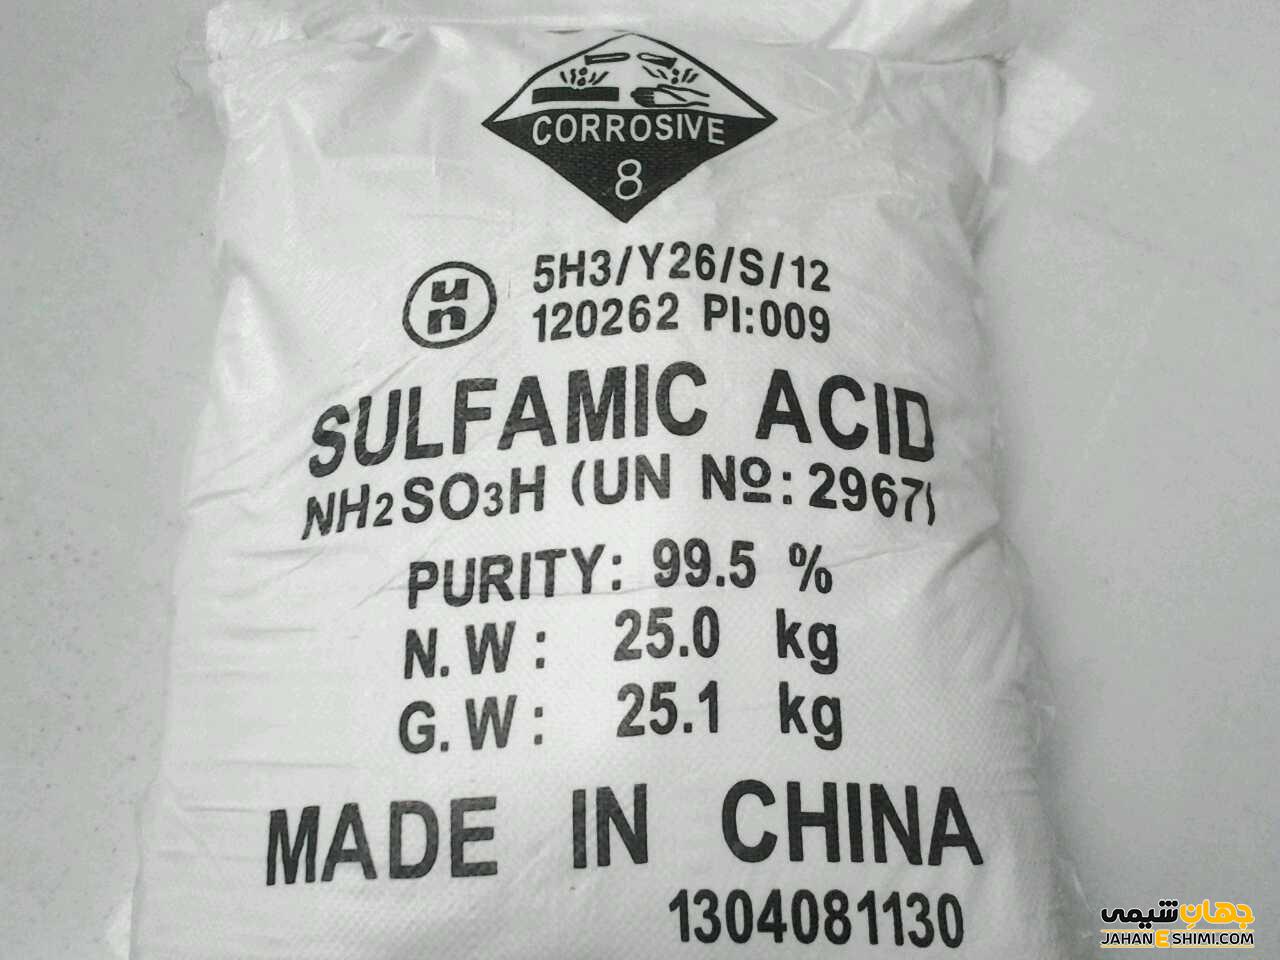 CORROSIVE
8
un
5H3/Y26/S/12
120262 PI:009
SULFAMIC ACID
NH2SO3H (UN Nº: 2967)
PURITY: 99.5 %
N.W: 25.0 kg
G.W: 25.1 kg
MADE IN CHINA
1304081130
جهان شیمی
JAHANESHIMI.COM